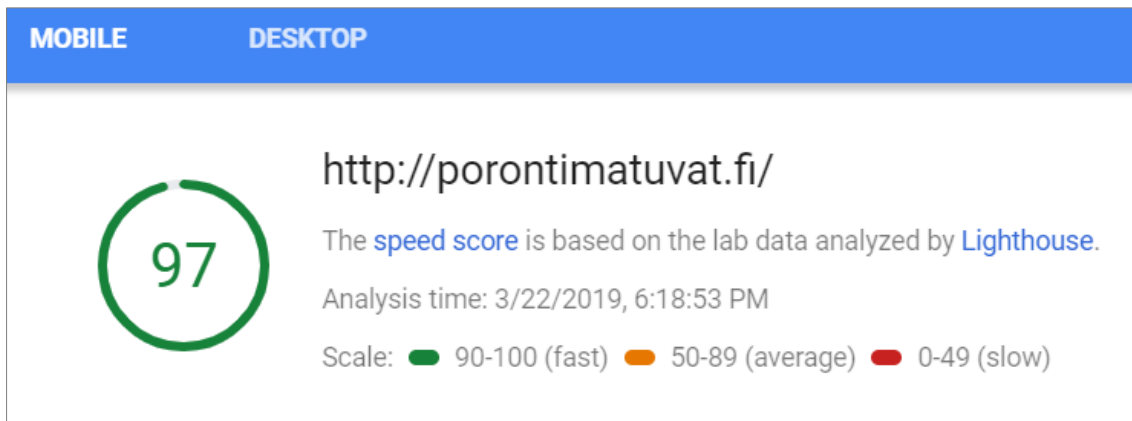 MOBILE DESKTOP
http://porontimatuvat.fi/
97
The speed score is based on the lab data analyzed by Lighthouse.
Analysis time: 3/22/2019, 6:18:53 PM
Scale: 90-100 (fast) 50-89 (average) 0-49 (slow)